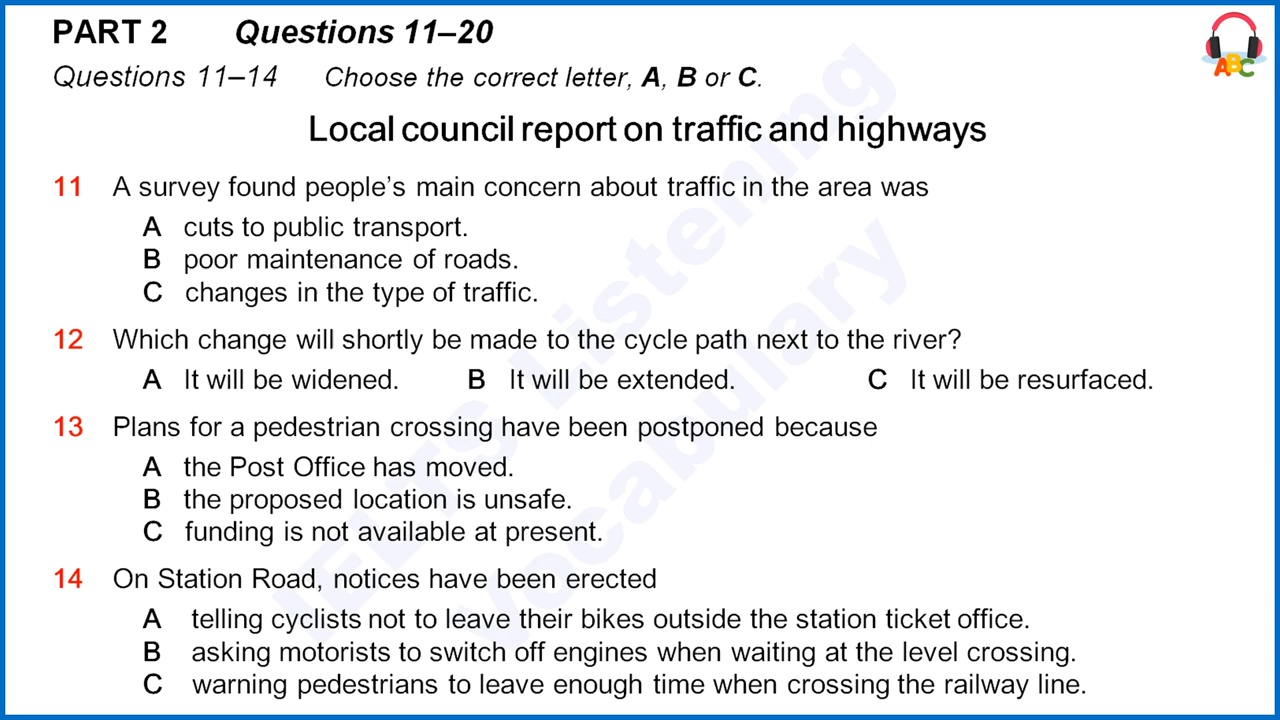 PART 2 Questions 11–20
Questions 11–14 Choose the correct letter, A, B or C.
ABC
Local council report on traffic and highways
11 A survey found people's main concern about traffic in the area was
A cuts to public transport.
B poor maintenance of roads.
C changes in the type of traffic.
12 Which change will shortly be made to the cycle path next to the river?
A It will be widened. B It will be extended. C It will be resurfaced.
13 Plans for a pedestrian crossing have been postponed because
A the Post Office has moved.
B the proposed location is unsafe.
C funding is not available at present.
14 On Station Road, notices have been erected
A telling cyclists not to leave their bikes outside the station ticket office.
B asking motorists to switch off engines when waiting at the level crossing.
C warning pedestrians to leave enough time when crossing the railway line.
IELTS Listening
Vocabulary